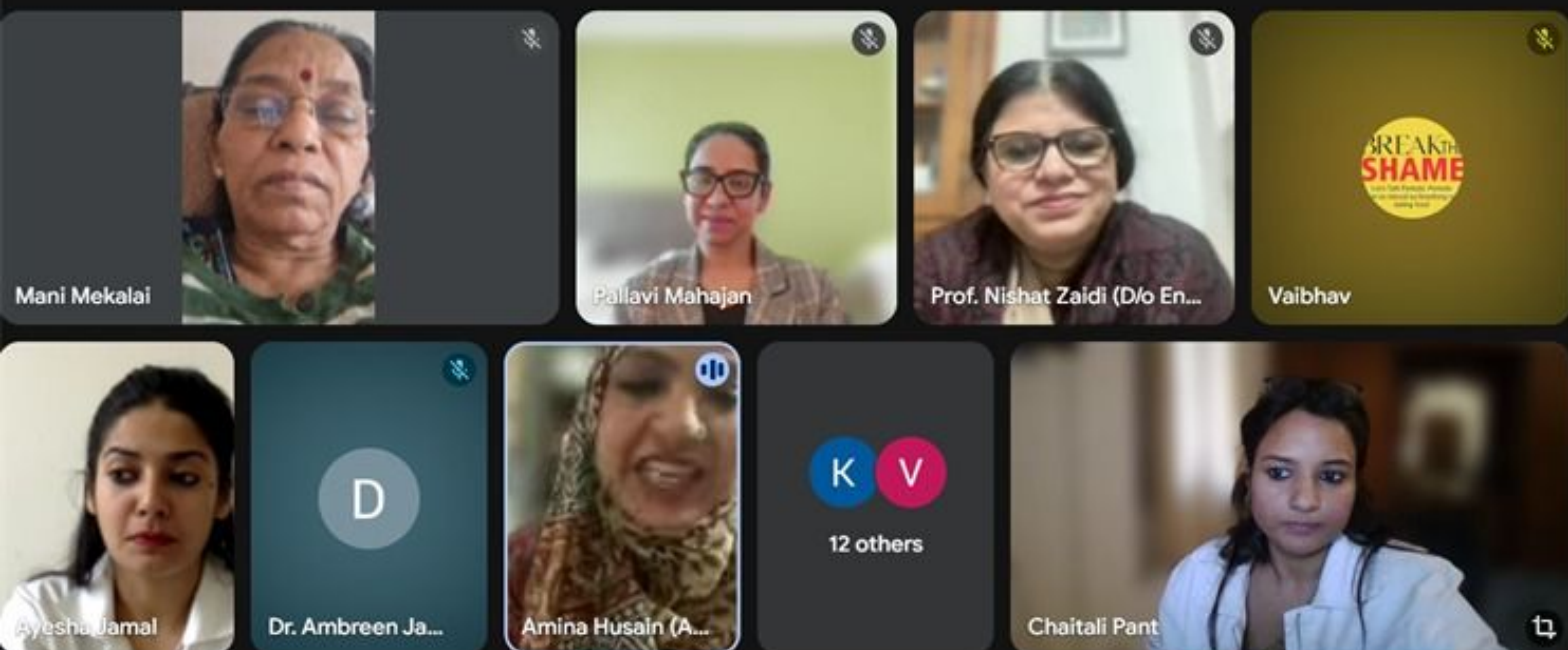 Mani Mekalai
Pallavi Mahajan
Prof. Nishat Zaidi (D/o En...
BREAK TH
SHAME
Vaibhav
Ayesha Jamal
D
Dr. Ambreen Ja...
Amina Husain (A...
K V
12 others
Chaitali Pant